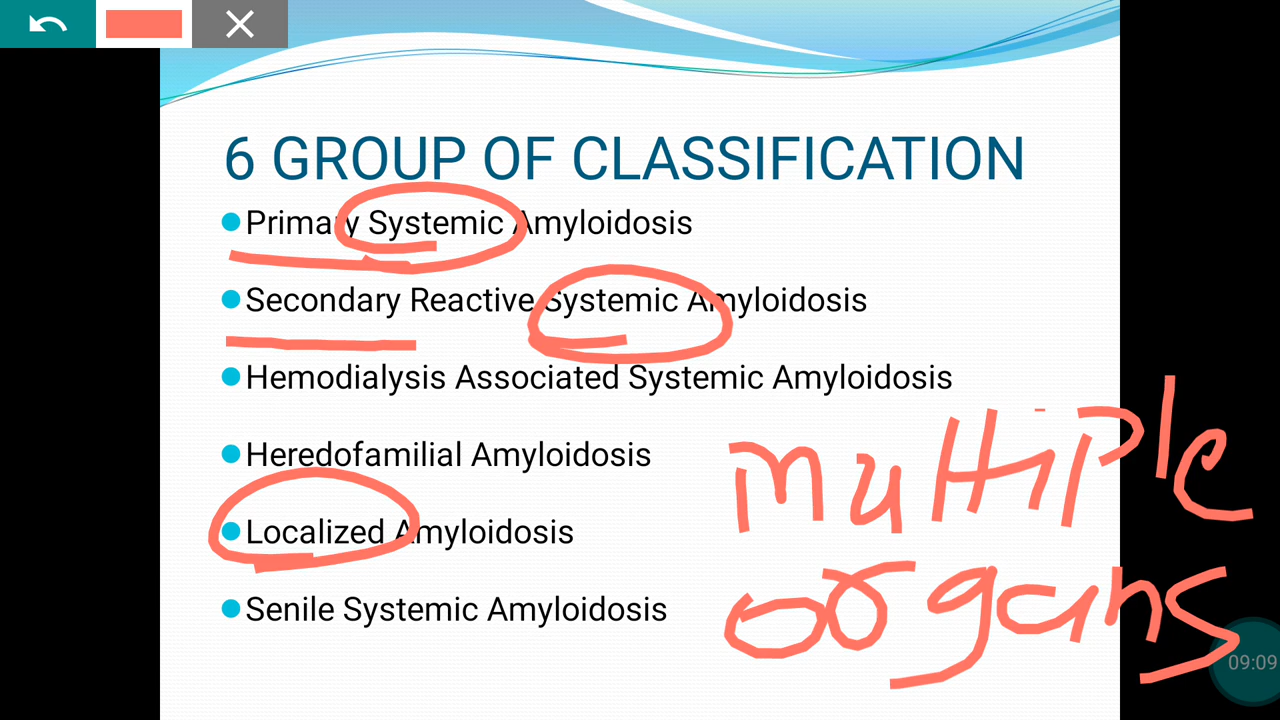 6 GROUP OF CLASSIFICATION
Primary Systemic Amyloidosis
Secondary Reactive Systemic Amyloidosis
Hemodialysis Associated Systemic Amyloidosis
Heredofamilial Amyloidosis
Localized Amyloidosis
Senile Systemic Amyloidosis
Multiple
organs
09:09